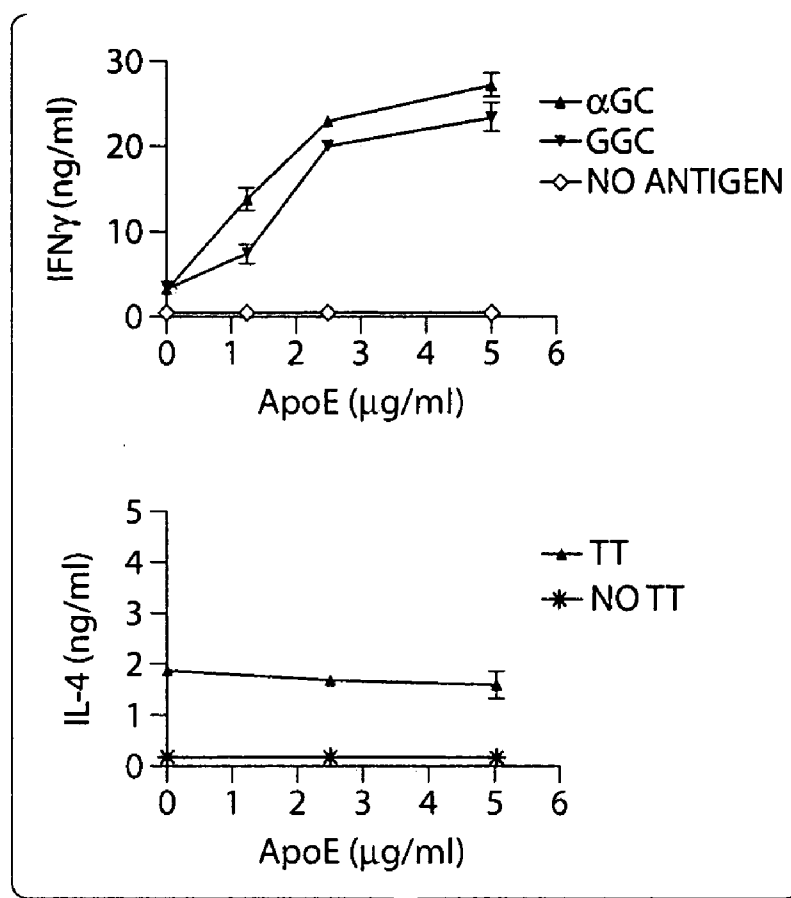 30
20
10
0
IFNγ (ng/ml)
0 1 2 3 4 5 6
ApoE (μg/ml)
αGC
GGC
NO ANTIGEN
5
4
3
2
1
0
IL-4 (ng/ml)
0 1 2 3 4 5 6
ApoE (μg/ml)
TT
NO TT